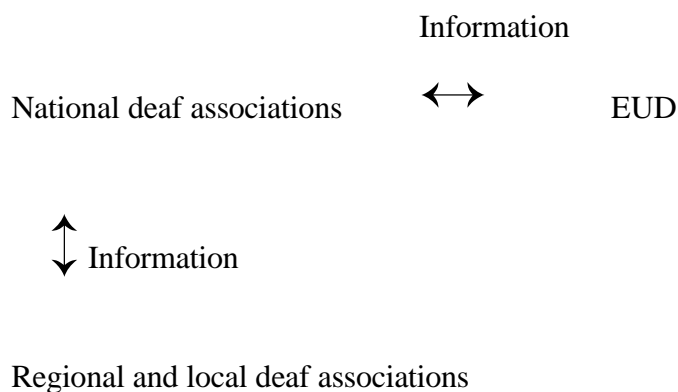 Information
National deaf associations EUD
Information
Regional and local deaf associations